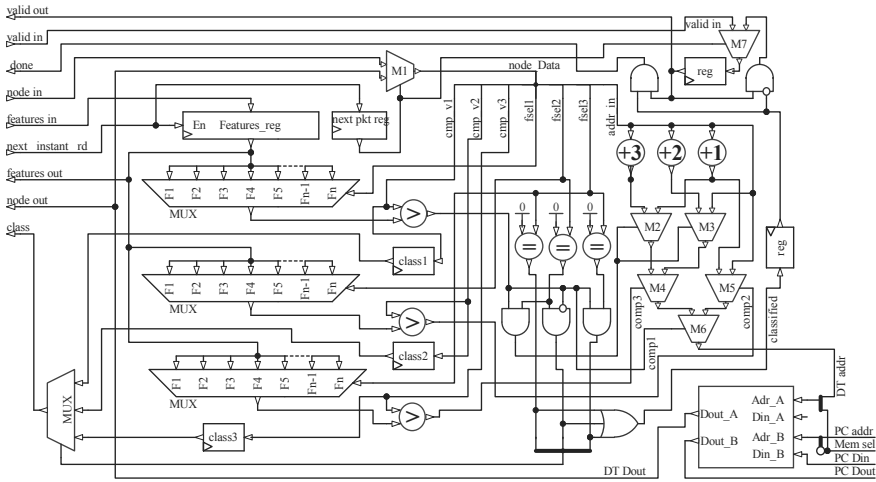 valid out
valid in
done
node in
features in
next instant rd
features out
node out
class
M1
En Features_reg
next pkt reg
node_Data
cmp_v1
cmp_v2
cmp_v3
fsel1
fsel2
fsel3
addr in
valid in
M7
reg
+3
+2
+1
F1 F2 F3 F4 F5 Fn-1 Fn
MUX
>
0 0 0
= = =
M2
M3
reg
class1
F1 F2 F3 F4 F5 Fn-1 Fn
MUX
>
M4
M5
comp3
comp2
classified
M6
comp1
class2
F1 F2 F3 F4 F5 Fn-1 Fn
MUX
>
MUX
class3
DT addr
Dout_A
Dout_B
Adr_A
Din_A
Adr_B
Din_B
PC addr
Mem sel
PC Din
PC Dout
DT Dout